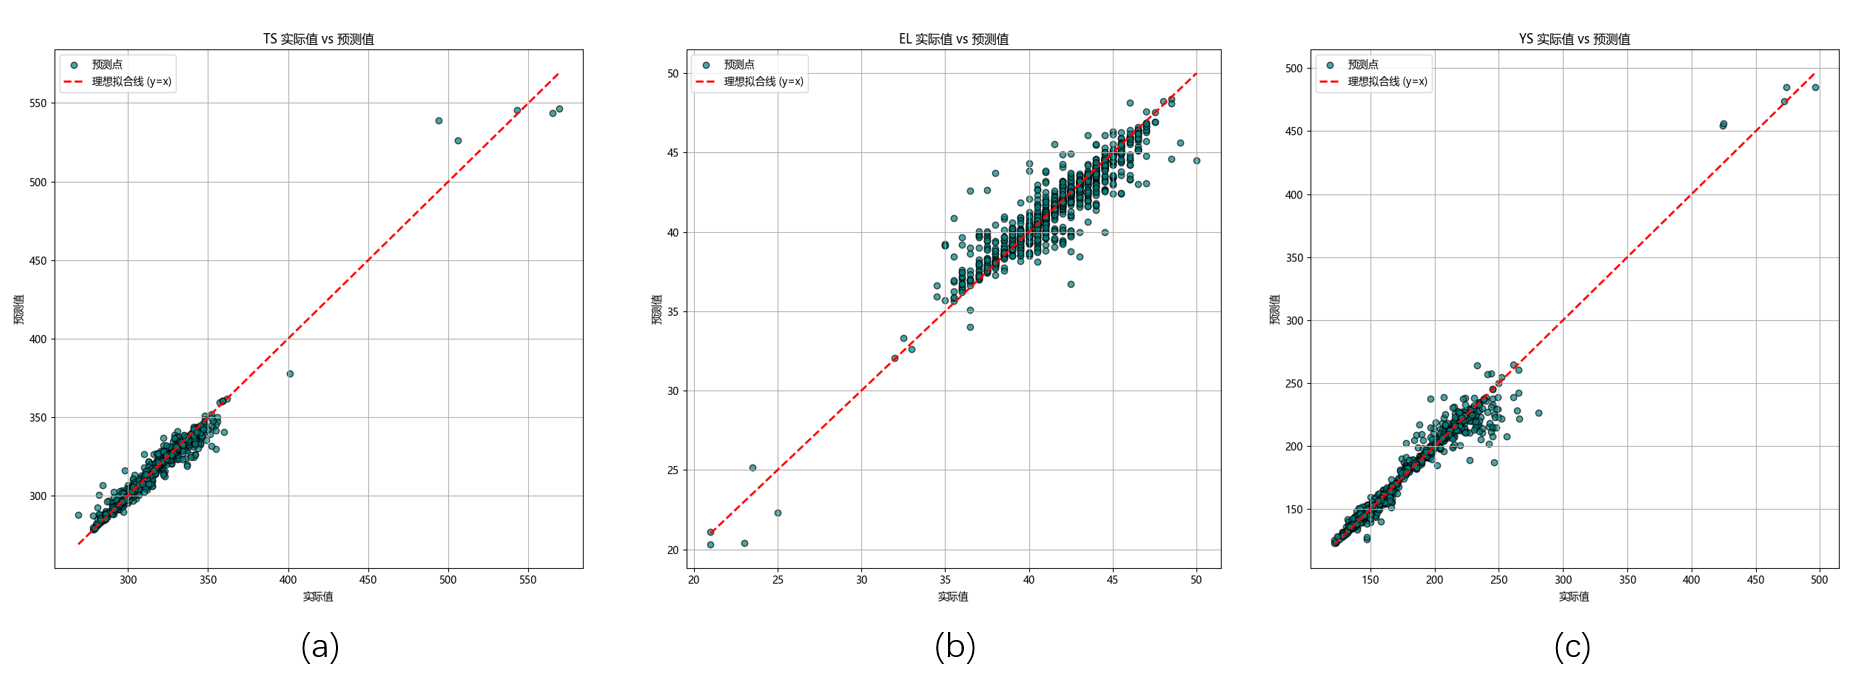 TS 实际值 vs 预测值
预测点
理想拟合线 (y=x)
550
500
450
400
350
300
预测值
300 350 400 450 500 550
实际值
(a)
EL 实际值 vs 预测值
预测点
理想拟合线 (y=x)
50
45
40
35
30
25
20
预测值
20 25 30 35 40 45 50
实际值
(b)
YS 实际值 vs 预测值
预测点
理想拟合线 (y=x)
500
450
400
350
300
250
200
150
预测值
150 200 250 300 350 400 450 500
实际值
(c)